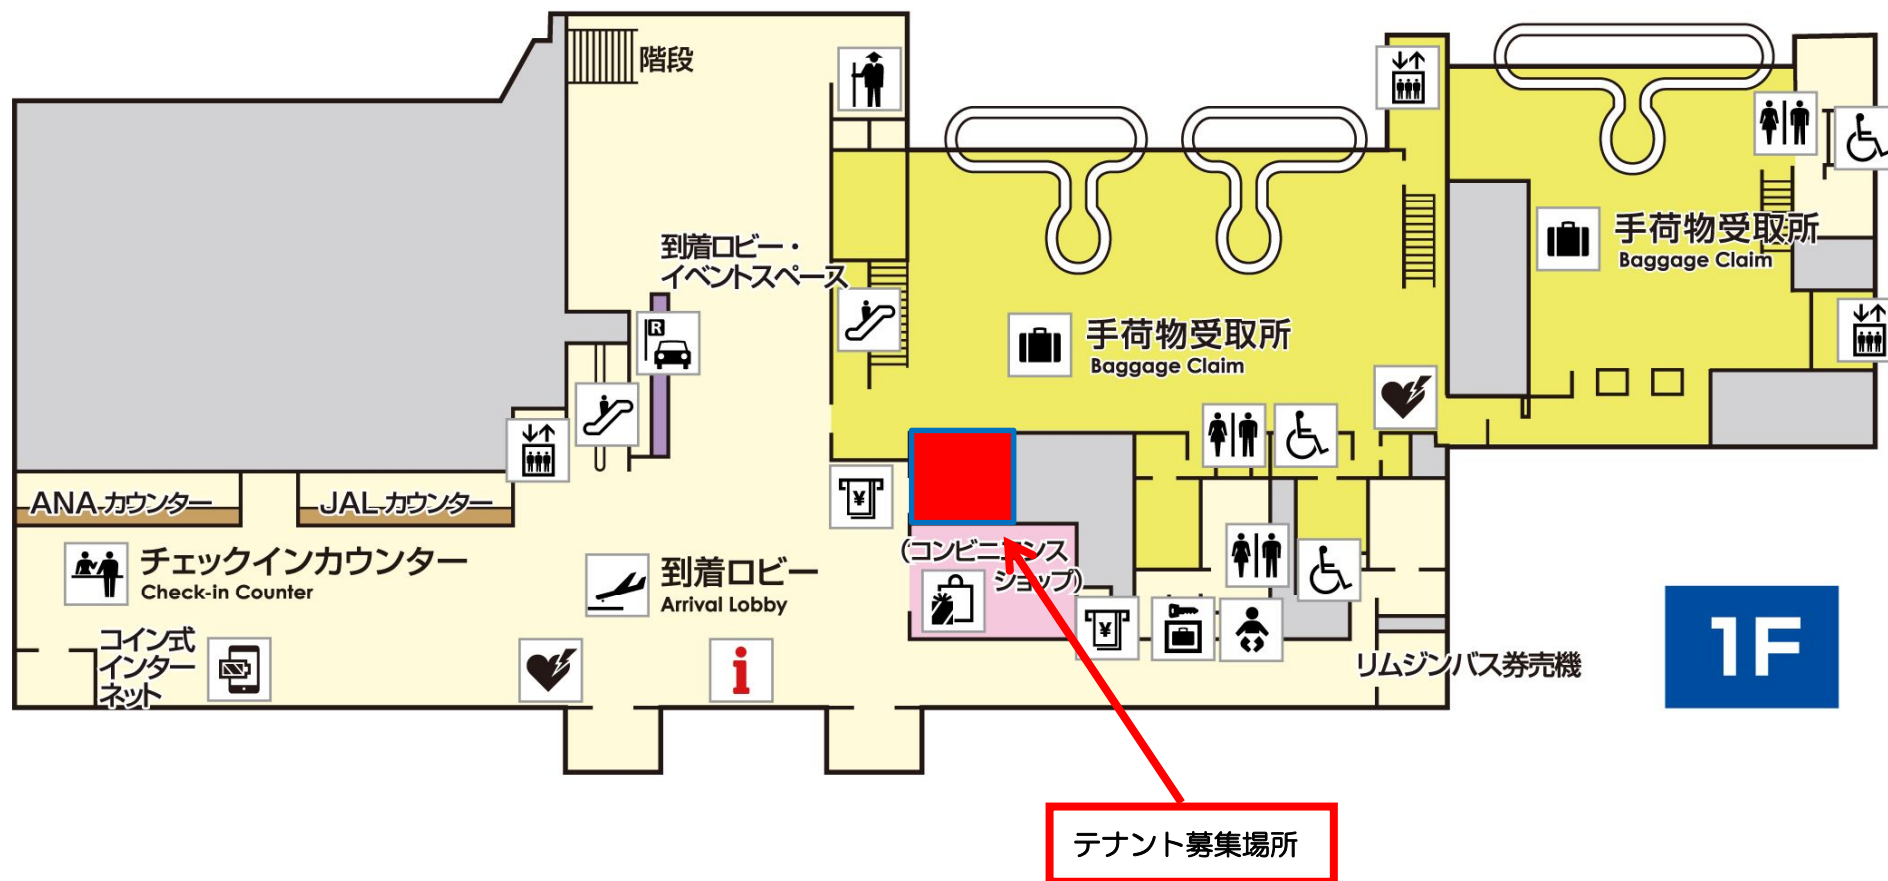 階段
到着ロビー・
イベントスペース
R
手荷物受取所
Baggage Claim
手荷物受取所
Baggage Claim
ANAカウンター
JALカウンター
¥
チェックインカウンター
Check-in Counter
到着ロビー
Arrival Lobby
(コンビニエンス
ショップ)
¥
コイン式
インター
ネット
i
リムジンバス券売機
1F
テナント募集場所